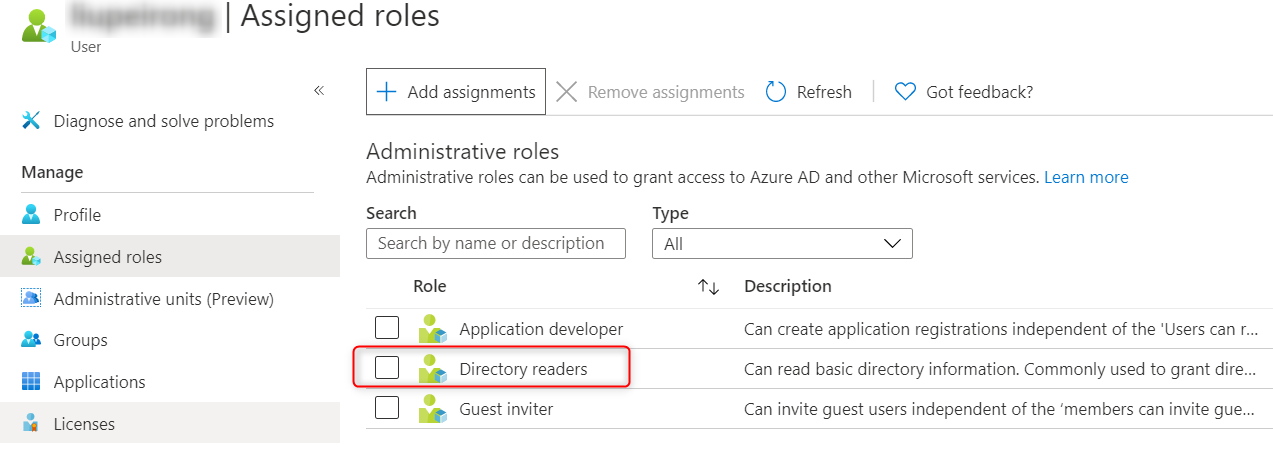 | Assigned roles
User
«
Diagnose and solve problems
Manage
Profile
Assigned roles
Administrative units (Preview)
Groups
Applications
Licenses
Add assignments Remove assignments Refresh Got feedback?
Administrative roles
Administrative roles can be used to grant access to Azure AD and other Microsoft services. Learn more
Search Type
Search by name or description All
Role Description
Application developer Can create application registrations independent of the 'Users can r...
Directory readers Can read basic directory information. Commonly used to grant dire...
Guest inviter Can invite guest users independent of the ‘members can invite gue...